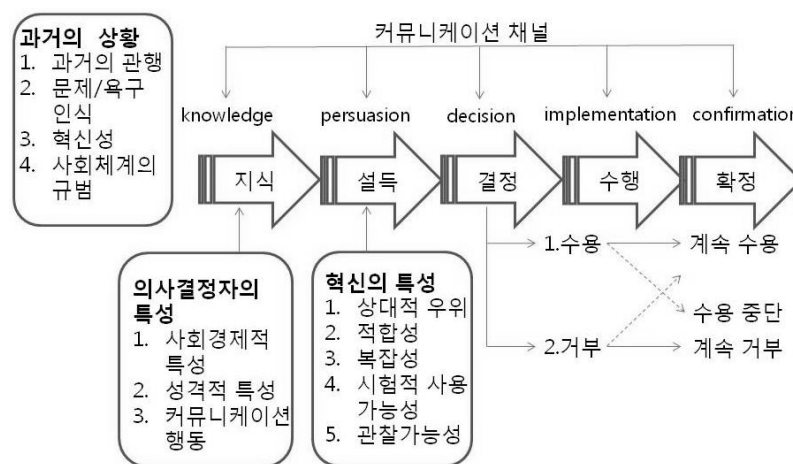 커뮤니케이션 채널
과거의 상황
1. 과거의 관행
2. 문제/욕구
인식
3. 혁신성
4. 사회체계의
규범
knowledge
persuasion
decision
implementation
confirmation
지식
설득
결정
수행
확정
1.수용
계속 수용
수용 중단
2.거부
계속 거부
의사결정자의
특성
1. 사회경제적
특성
2. 성격적 특성
3. 커뮤니케이션
행동
혁신의 특성
1. 상대적 우위
2. 적합성
3. 복잡성
4. 시험적 사용
가능성
5. 관찰가능성